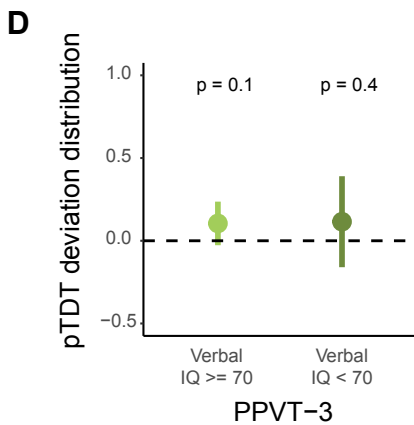 D
pTDT deviation distribution
1.0
0.5
0.0
−0.5
p = 0.1
p = 0.4
Verbal
IQ >= 70
Verbal
IQ < 70
PPVT−3